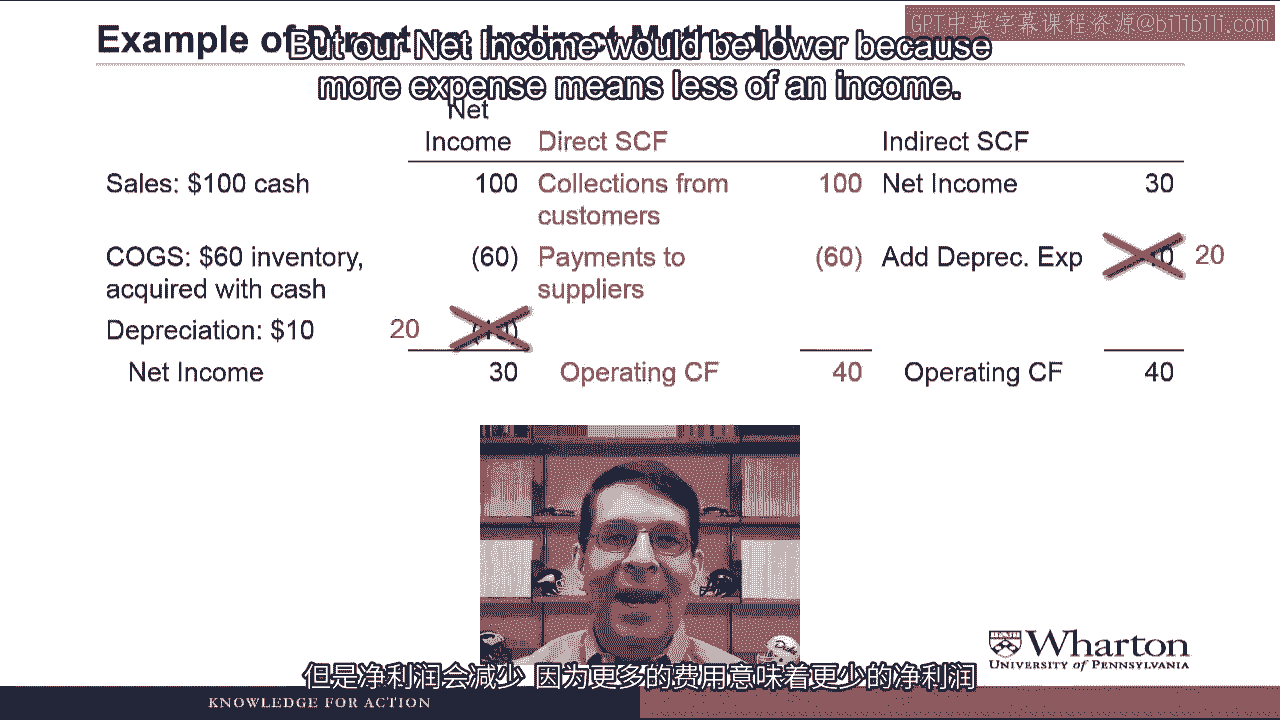 GPT中英字幕课程资源@bilibili.com
Example of Direct vs. Indirect Method II
But our Net Income would be lower because
more expense means less of an income.
Net
Income Direct SCF Indirect SCF
Sales: $100 cash 100 Collections from 100 Net Income 30
customers
COGS: $60 inventory, (60) Payments to (60) Add Deprec. Exp 20
acquired with cash suppliers
Depreciation: $10 20
Net Income 30 Operating CF 40 Operating CF 40
Wharton
UNIVERSITY of PENNSYLVANIA
但是净利润会减少 因为更多的费用意味着更少的净利润
KNOWLEDGE FOR ACTION